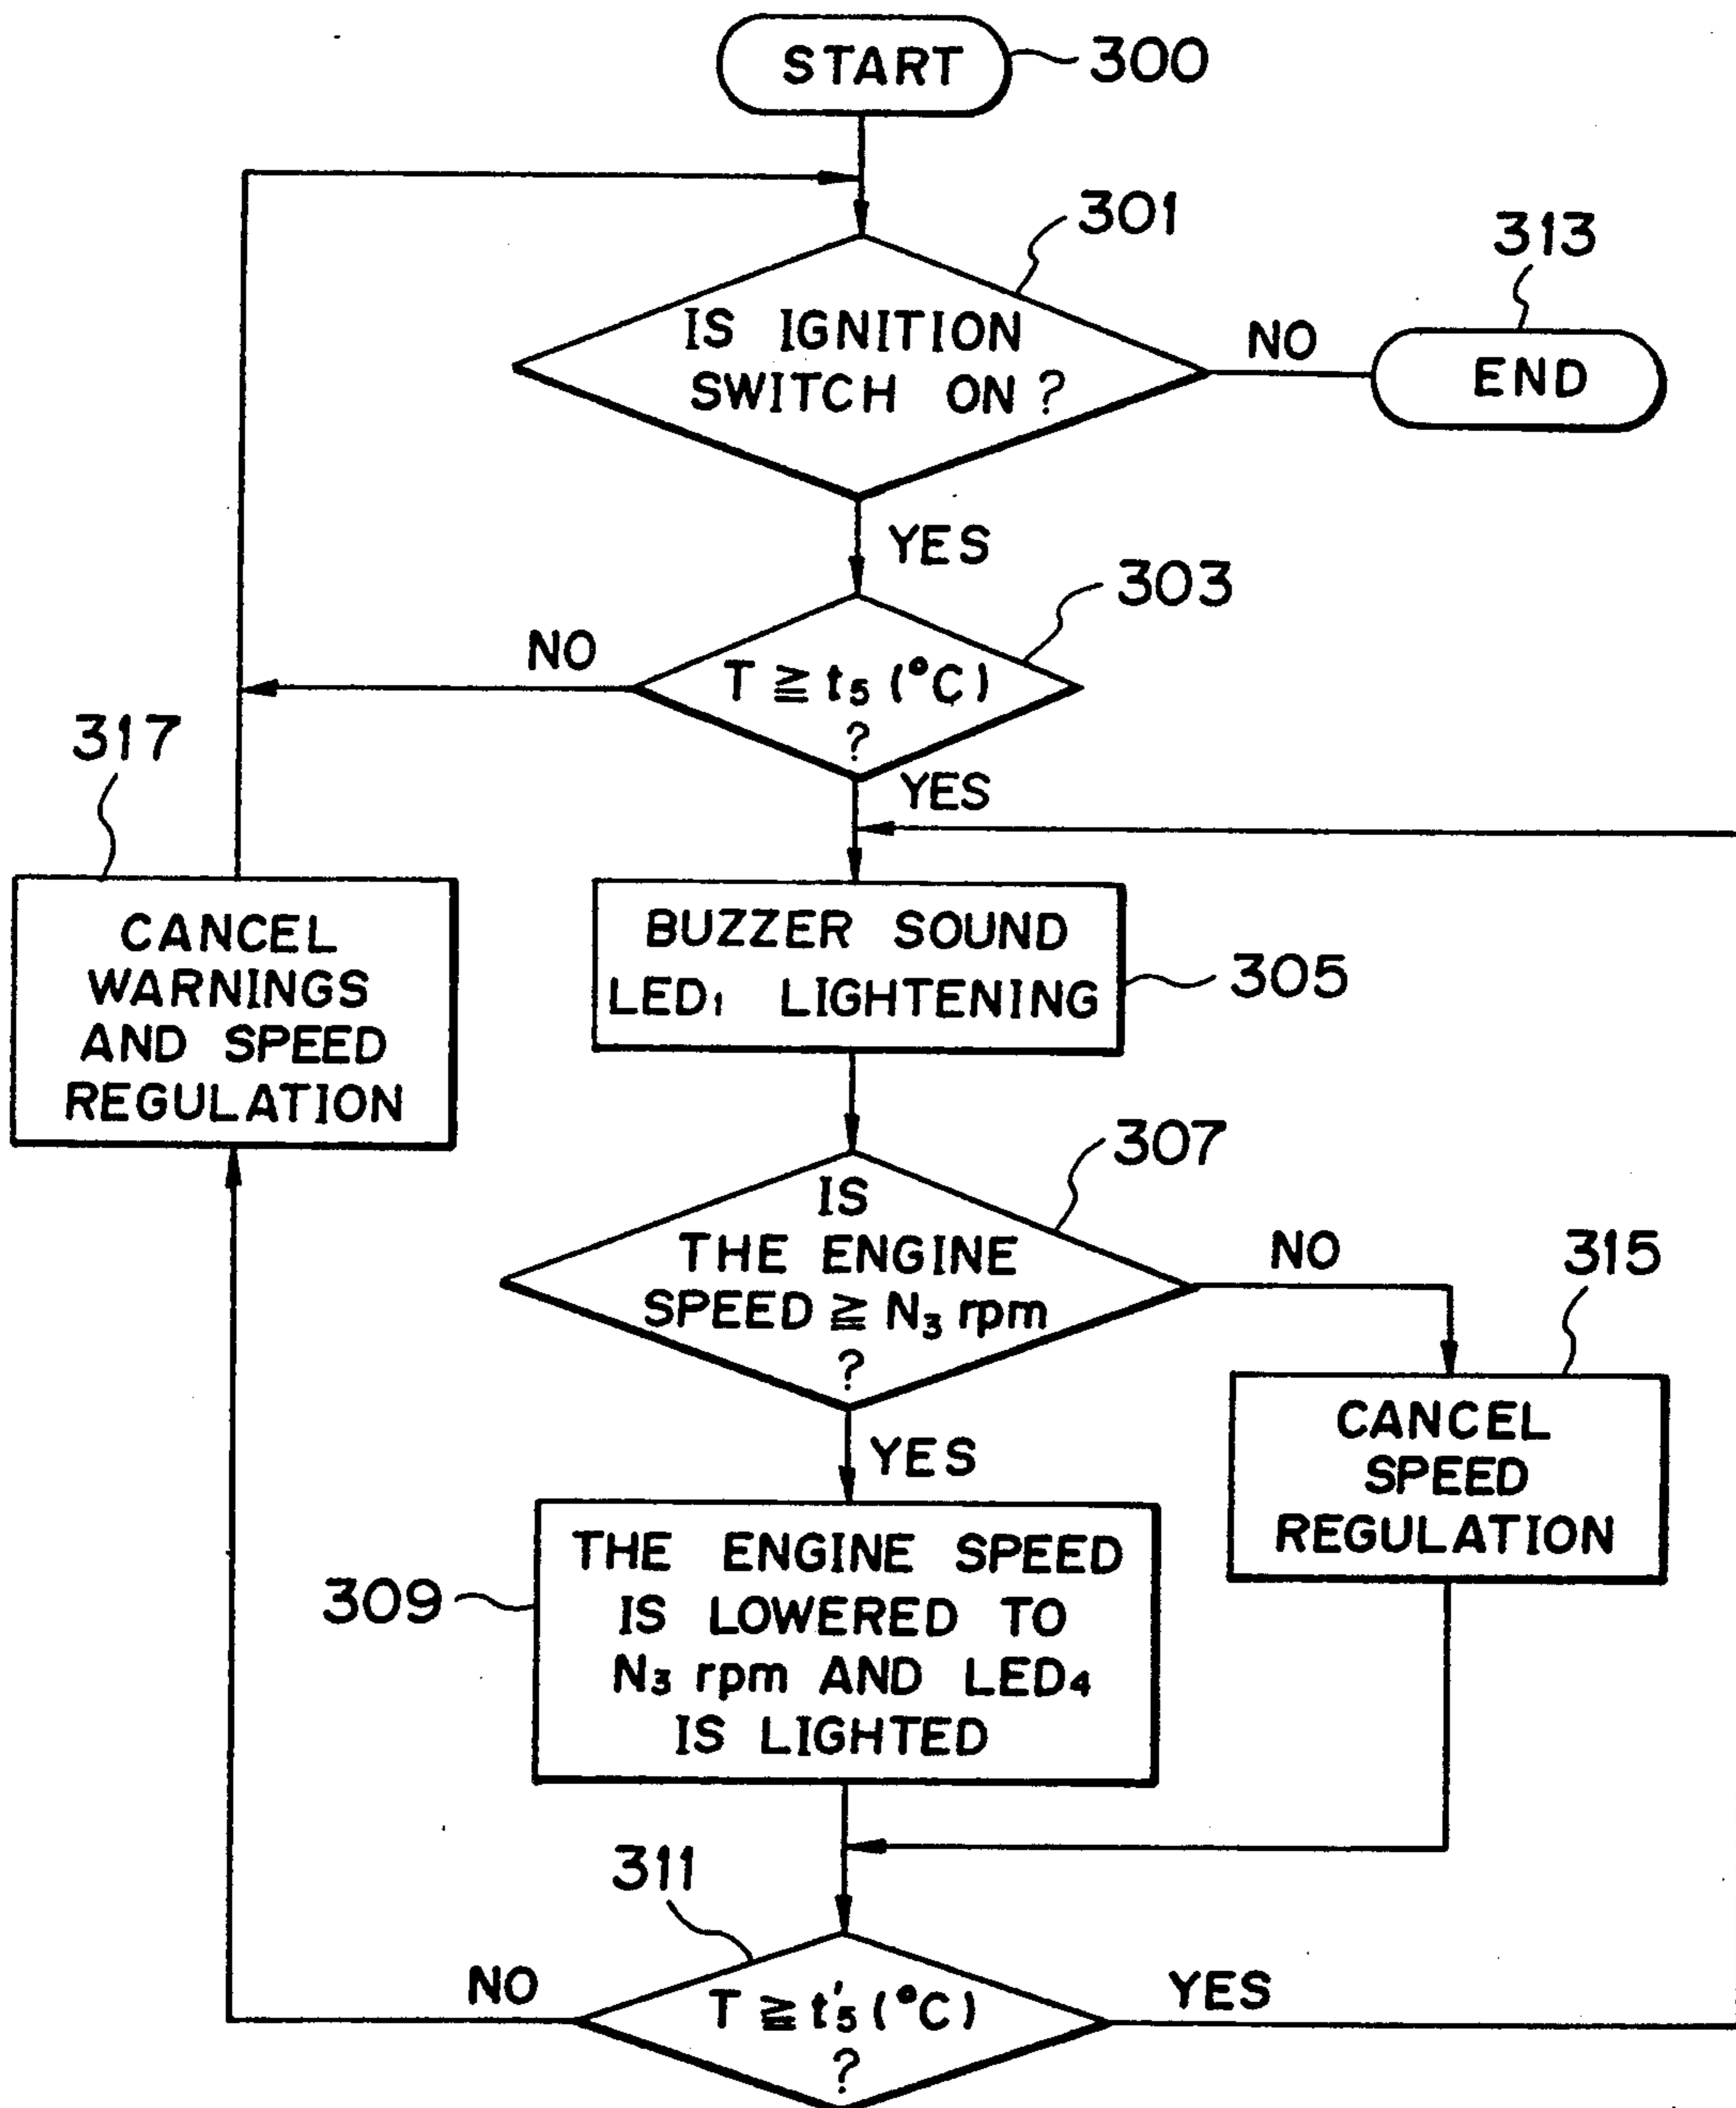 START
300
301
IS IGNITION
SWITCH ON ?
NO
313
END
YES
303
T ≧ t₅ (°C)
?
NO
YES
317
CANCEL
WARNINGS
AND SPEED
REGULATION
BUZZER SOUND
LED₁ LIGHTENING
305
307
IS
THE ENGINE
SPEED ≧ N₃ rpm
?
NO
315
CANCEL
SPEED
REGULATION
YES
309
THE ENGINE SPEED
IS LOWERED TO
N₃ rpm AND LED₄
IS LIGHTED
311
T ≧ t'₅ (°C)
?
NO
YES